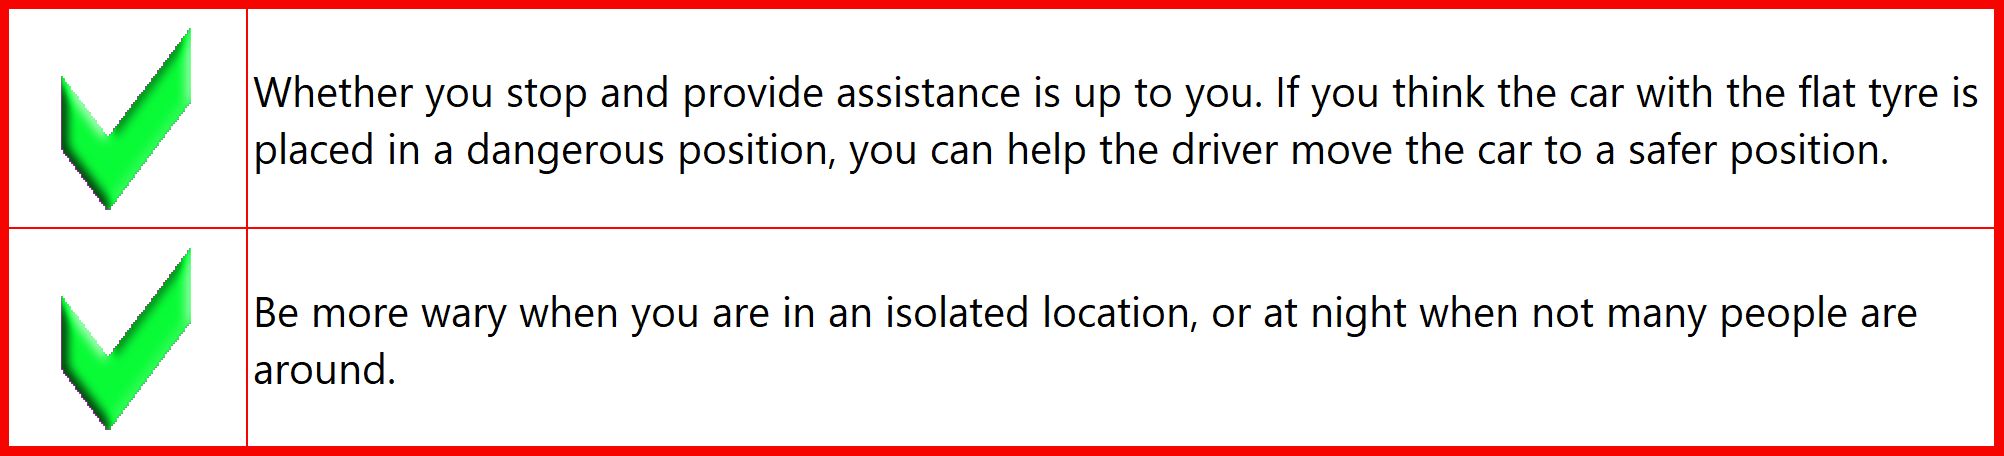 Whether you stop and provide assistance is up to you. If you think the car with the flat tyre is
placed in a dangerous position, you can help the driver move the car to a safer position.
Be more wary when you are in an isolated location, or at night when not many people are
around.